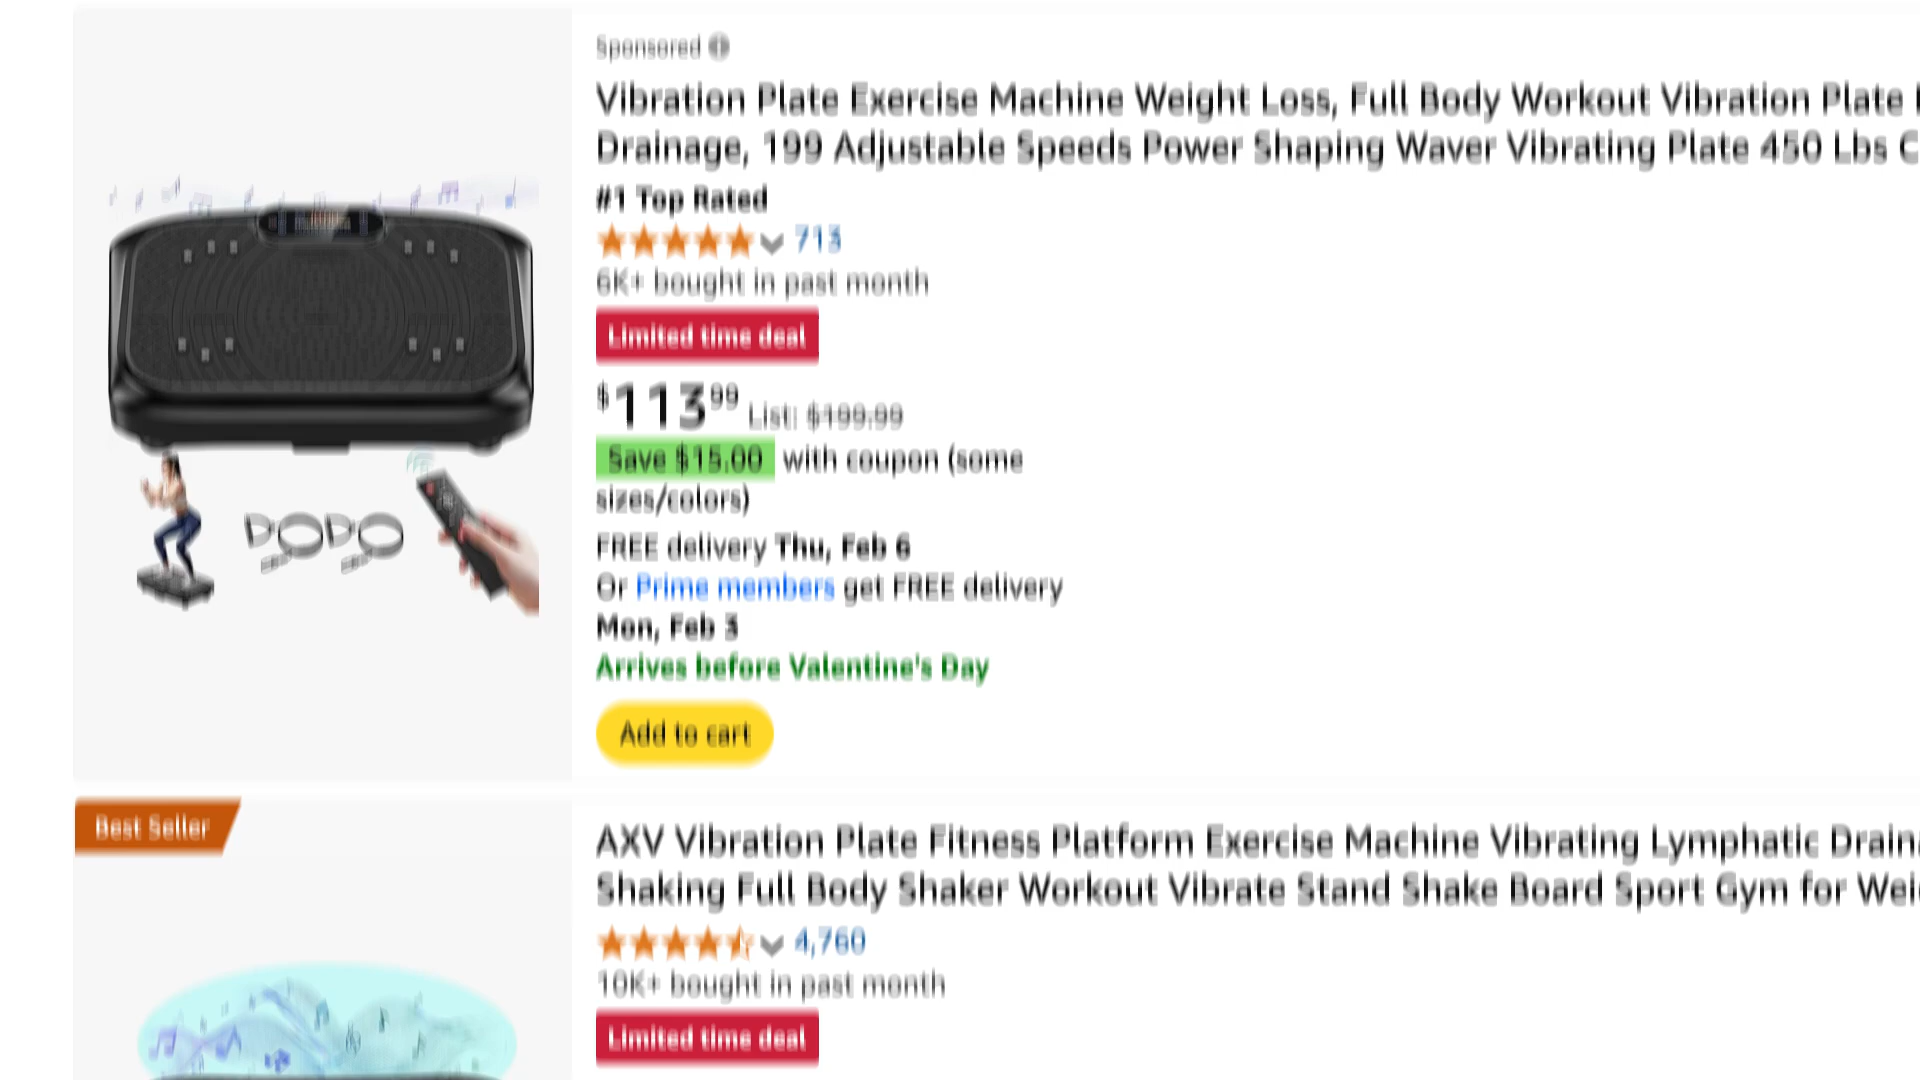 Sponsored
Vibration Plate Exercise Machine Weight Loss, Full Body Workout Vibration Plate
Drainage, 199 Adjustable Speeds Power Shaping Waver Vibrating Plate 450 Lbs C
#1 Top Rated
713
6K+ bought in past month
Limited time deal
$113.99 List: $199.99
Save $15.00 with coupon (some
sizes/colors)
FREE delivery Thu, Feb 6
Or Prime members get FREE delivery
Mon, Feb 3
Arrives before Valentine's Day
Add to cart
Best Seller
AXV Vibration Plate Fitness Platform Exercise Machine Vibrating Lymphatic Drain
Shaking Full Body Shaker Workout Vibrate Stand Shake Board Sport Gym for Wei
4,760
10K+ bought in past month
Limited time deal